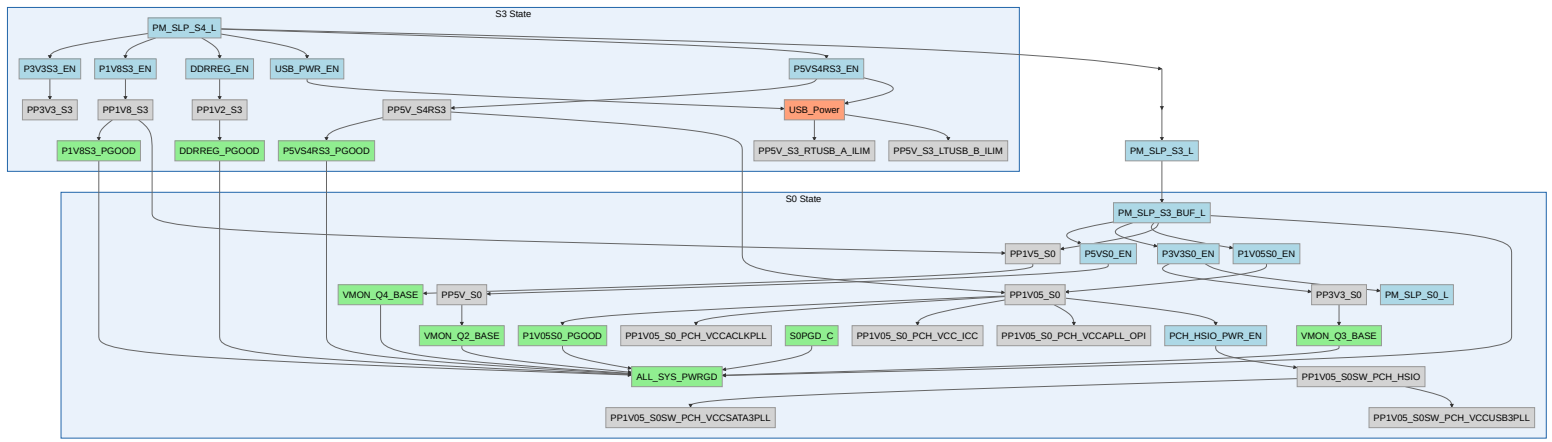 S3 State
PM_SLP_S4_L
P3V3S3_EN
P1V8S3_EN
DDRREG_EN
USB_PWR_EN
P5VS4RS3_EN
PP3V3_S3
PP1V8_S3
PP1V2_S3
PP5V_S4RS3
USB_Power
P1V8S3_PGOOD
DDRREG_PGOOD
P5VS4RS3_PGOOD
PP5V_S3_RTUSB_A_ILIM
PP5V_S3_LTUSB_B_ILIM
PM_SLP_S3_L
S0 State
PM_SLP_S3_BUF_L
PP1V5_S0
P5VS0_EN
P3V3S0_EN
P1V05S0_EN
VMON_Q4_BASE
PP5V_S0
PP1V05_S0
PP3V3_S0
PM_SLP_S0_L
VMON_Q2_BASE
P1V05S0_PGOOD
PP1V05_S0_PCH_VCCACLKPLL
S0PGD_C
PP1V05_S0_PCH_VCC_ICC
PP1V05_S0_PCH_VCCAPLL_OPI
PCH_HSIO_PWR_EN
VMON_Q3_BASE
ALL_SYS_PWRGD
PP1V05_S0SW_PCH_HSIO
PP1V05_S0SW_PCH_VCCSATA3PLL
PP1V05_S0SW_PCH_VCCUSB3PLL